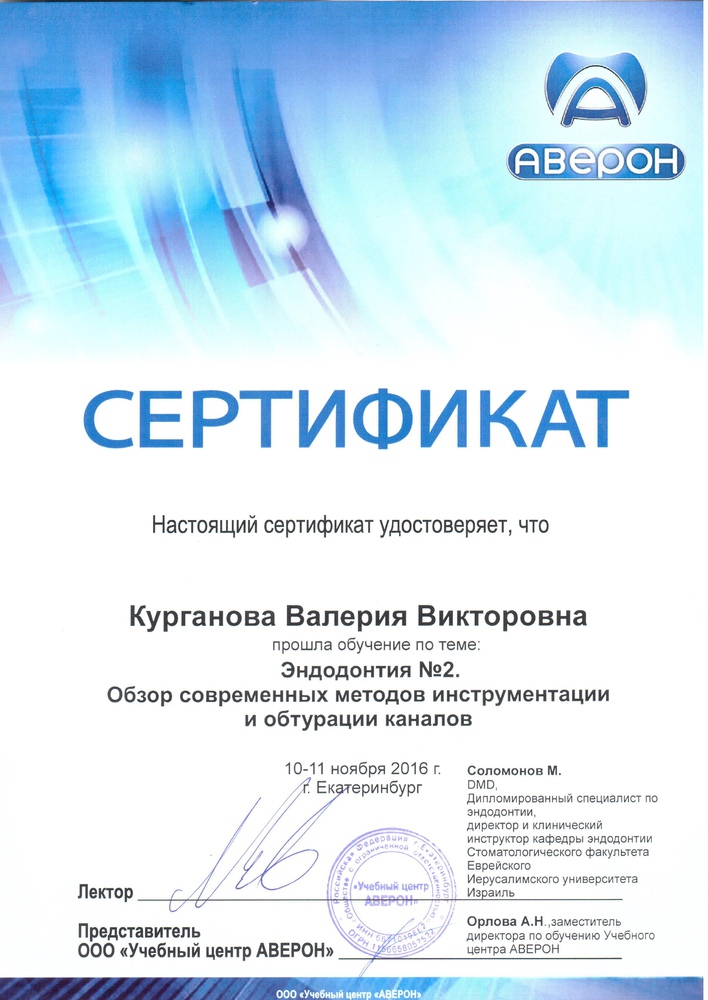 АВЕРОН
СЕРТИФИКАТ
Настоящий сертификат удостоверяет, что
Курганова Валерия Викторовна
прошла обучение по теме:
Эндодонтия №2.
Обзор современных методов инструментации
и обтурации каналов
10-11 ноября 2016 г.
г. Екатеринбург
Соломонов М.
DMD,
Дипломированный специалист по
эндодонтии,
директор и клинический
инструктор кафедры эндодонтии
Стоматологического факультета
Еврейского
Иерусалимского университета
Израиль
Лектор
Российская Федерация г. Екатеринбург
Общество с ограниченной ответственностью
«Учебный центр
АВЕРОН»
ИНН
ОГРН
Представитель
ООО «Учебный центр АВЕРОН»
Орлова А.Н.,заместитель
директора по обучению Учебного
центра АВЕРОН
ООО «Учебный центр «АВЕРОН»